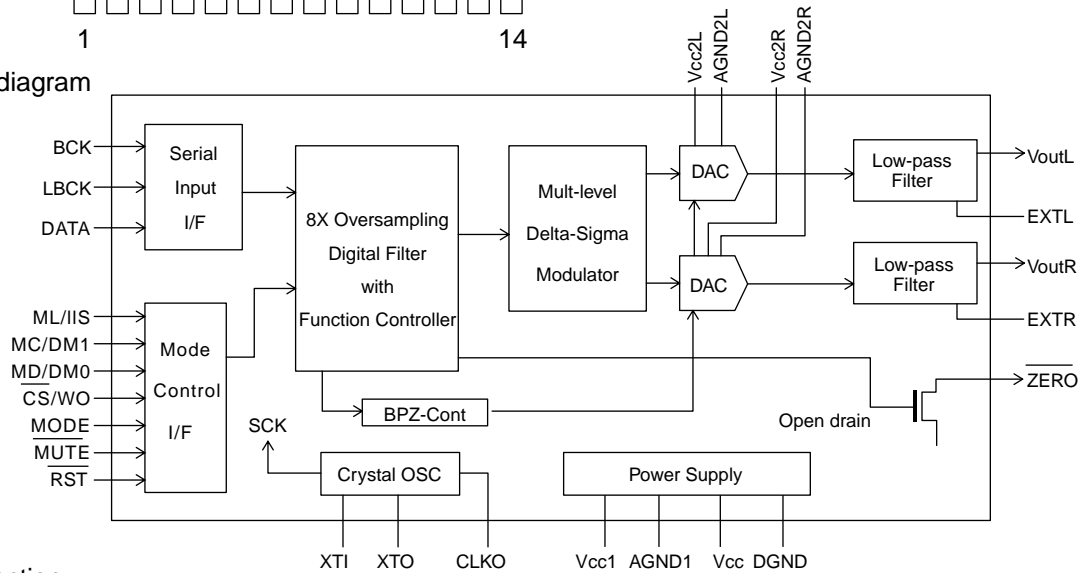 1 14
diagram
Vcc2L AGND2L Vcc2R AGND2R
BCK
LBCK
DATA
Serial
Input
I/F
8X Oversampling
Digital Filter
with
Function Controller
Mult-level
Delta-Sigma
Modulator
DAC
DAC
Low-pass
Filter
VoutL
EXTL
Low-pass
Filter
VoutR
EXTR
ML/IIS
MC/DM1
MD/DM0
CS/WO
MODE
MUTE
RST
Mode
Control
I/F
BPZ-Cont
SCK
Crystal OSC
Power Supply
Open drain
ZERO
XTI XTO CLKO Vcc1 AGND1 Vcc DGND